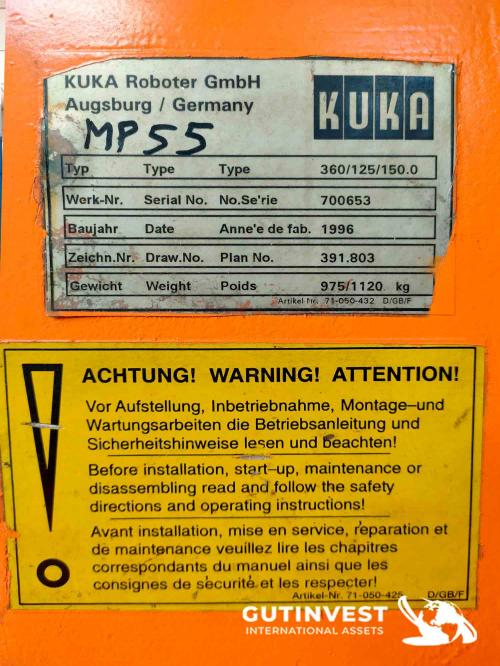 KUKA Roboter GmbH
Augsburg / Germany
KUKA
MP55
Typ Type Type 360/125/150.0
Werk-Nr. Serial No. No.Se'rie 700653
Baujahr Date Anne'e de fab. 1996
Zeichn.Nr. Draw.No. Plan No. 391.803
Gewicht Weight Poids 975/1120 kg
Artikel-Nr. 71-050-432 D/GB/F
ACHTUNG! WARNING! ATTENTION!
Vor Aufstellung, Inbetriebnahme, Montage-und
Wartungsarbeiten die Betriebsanleitung und
Sicherheitshinweise lesen und beachten!
Before installation, start-up, maintenance or
disassembling read and follow the safety
directions and operating instructions!
Avant installation, mise en service, réparation et
de maintenance veuillez lire les chapitres
correspondants du manuel ainsi que les
consignes de sécurité et les respecter!
Artikel-Nr. 71-050-425 D/GB/F
GUTINVEST
INTERNATIONAL ASSETS